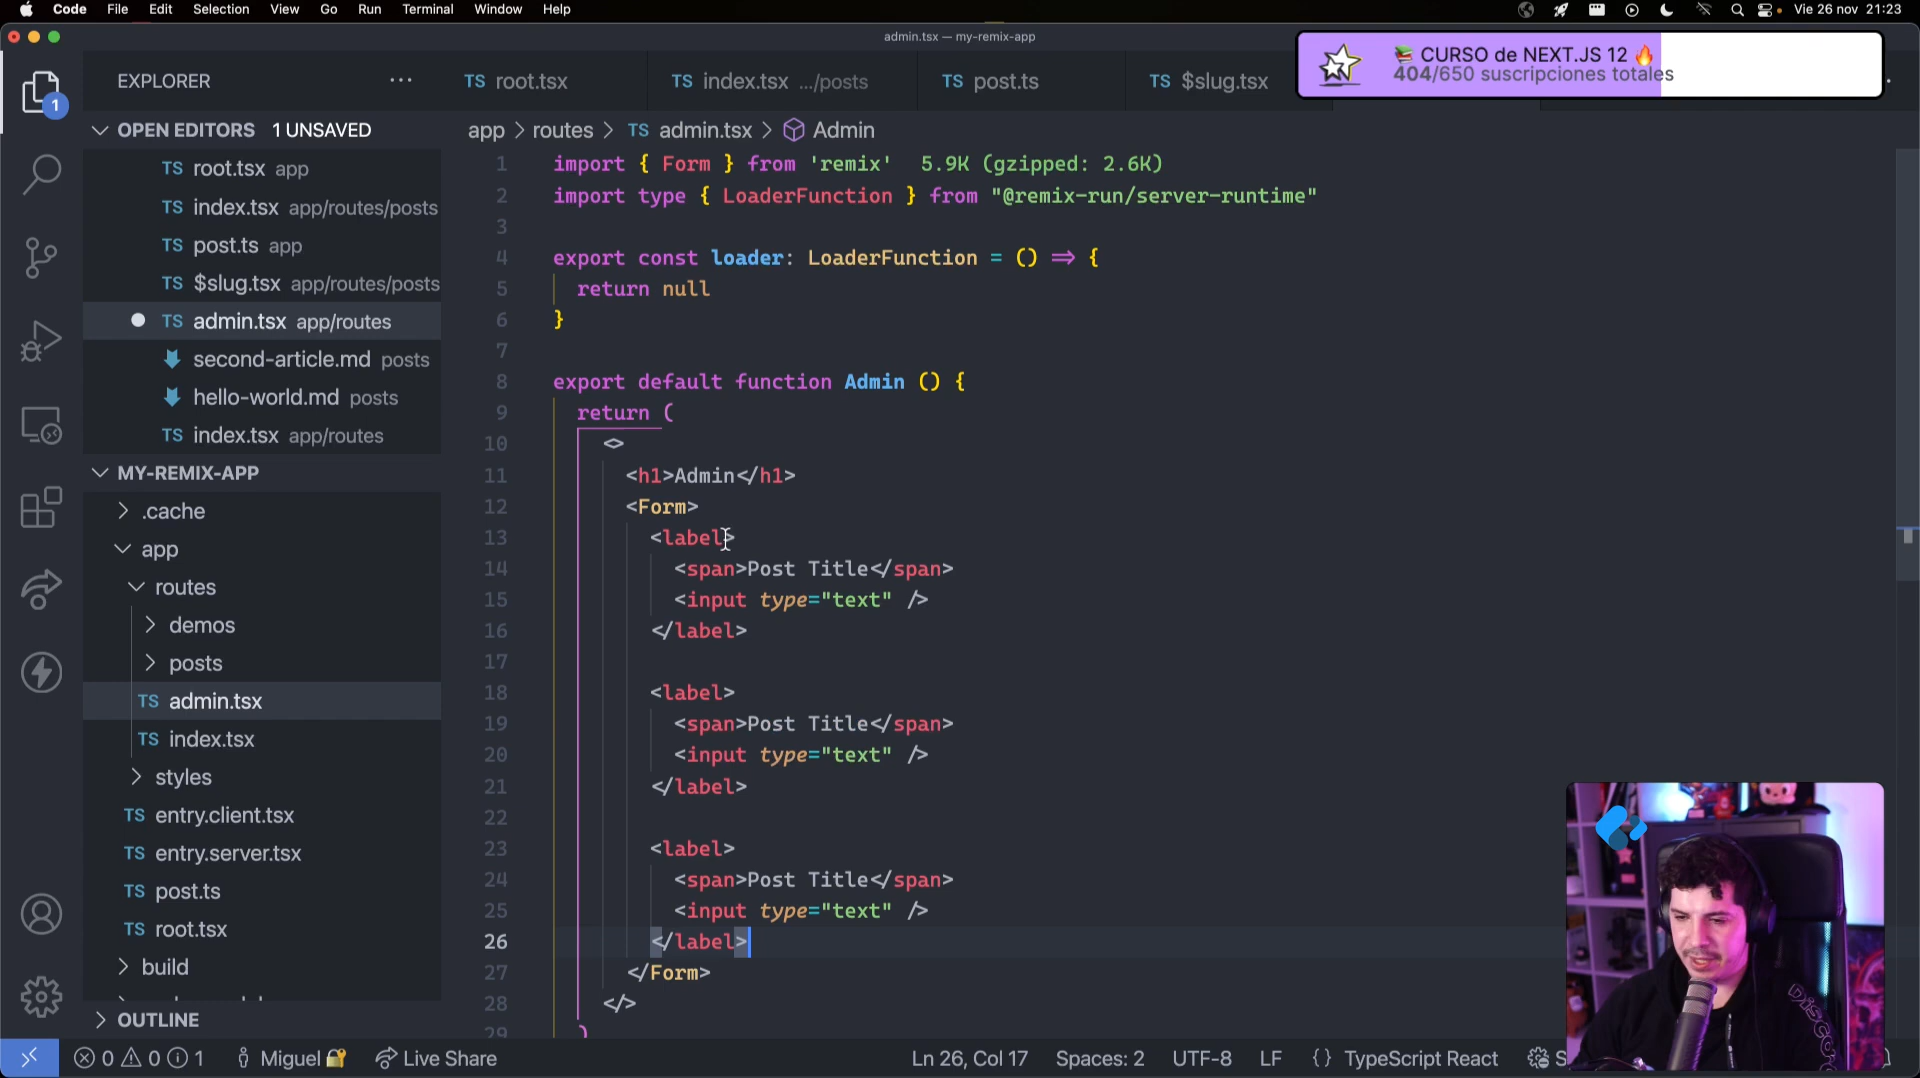 Code File Edit Selection View Go Run Terminal Window Help Vie 26 nov 21:23
admin.tsx — my-remix-app
📚 CURSO de NEXT.JS 12 🔥
404/650 suscripciones totales
EXPLORER ···
TS root.tsx TS index.tsx .../posts TS post.ts TS $slug.tsx
1
OPEN EDITORS 1 UNSAVED
TS root.tsx app
TS index.tsx app/routes/posts
TS post.ts app
TS $slug.tsx app/routes/posts
TS admin.tsx app/routes
second-article.md posts
hello-world.md posts
TS index.tsx app/routes
MY-REMIX-APP
.cache
app
routes
demos
posts
TS admin.tsx
TS index.tsx
styles
TS entry.client.tsx
TS entry.server.tsx
TS post.ts
TS root.tsx
build
OUTLINE
app > routes > TS admin.tsx > Admin
1 import { Form } from 'remix' 5.9K (gzipped: 2.6K)
2 import type { LoaderFunction } from "@remix-run/server-runtime"
3
4 export const loader: LoaderFunction = () => {
5 return null
6 }
7
8 export default function Admin () {
9 return (
10 <>
11 <h1>Admin</h1>
12 <Form>
13 <label>
14 <span>Post Title</span>
15 <input type="text" />
16 </label>
17
18 <label>
19 <span>Post Title</span>
20 <input type="text" />
21 </label>
22
23 <label>
24 <span>Post Title</span>
25 <input type="text" />
26 </label>
27 </Form>
28 </>
29 )
0 0 1 Miguel 🔐 Live Share Ln 26, Col 17 Spaces: 2 UTF-8 LF {} TypeScript React